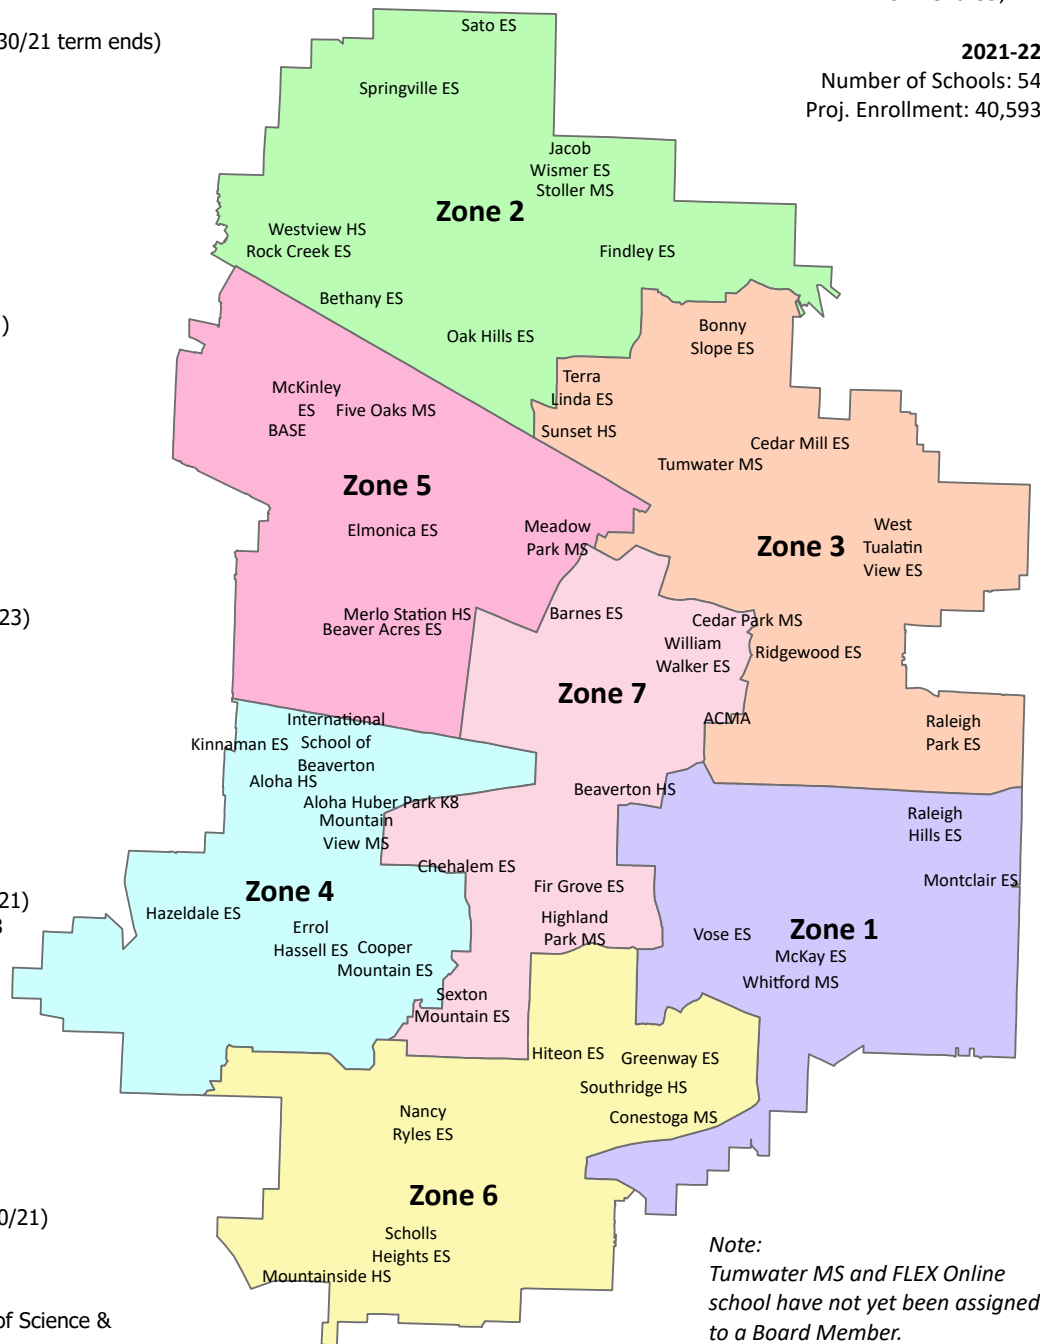 30/21 term ends)
2021-22
Number of Schools: 54
Proj. Enrollment: 40,593
Sato ES
Springville ES
Jacob
Wismer ES
Stoller MS
Zone 2
Westview HS
Rock Creek ES
Findley ES
Bethany ES
Oak Hills ES
)
Bonny
Slope ES
Terra
Linda ES
Sunset HS
Cedar Mill ES
Tumwater MS
West
Tualatin
View ES
Zone 3
Ridgewood ES
Raleigh
Park ES
McKinley
ES
BASE
Five Oaks MS
Zone 5
Elmonica ES
Meadow
Park MS
Merlo Station HS
Beaver Acres ES
23)
Barnes ES
Cedar Park MS
William
Walker ES
Zone 7
ACMA
Beaverton HS
Chehalem ES
Fir Grove ES
Highland
Park MS
Sexton
Mountain ES
International
School of
Beaverton
Kinnaman ES
Aloha HS
Aloha Huber Park K8
Mountain
View MS
Zone 4
Hazeldale ES
Errol
Hassell ES
Cooper
Mountain ES
21)
Raleigh
Hills ES
Montclair ES
Vose ES
Zone 1
McKay ES
Whitford MS
Hiteon ES
Greenway ES
Southridge HS
Conestoga MS
Nancy
Ryles ES
Zone 6
Scholls
Heights ES
Mountainside HS
0/21)
of Science &
Note:
Tumwater MS and FLEX Online
school have not yet been assigned
to a Board Member.